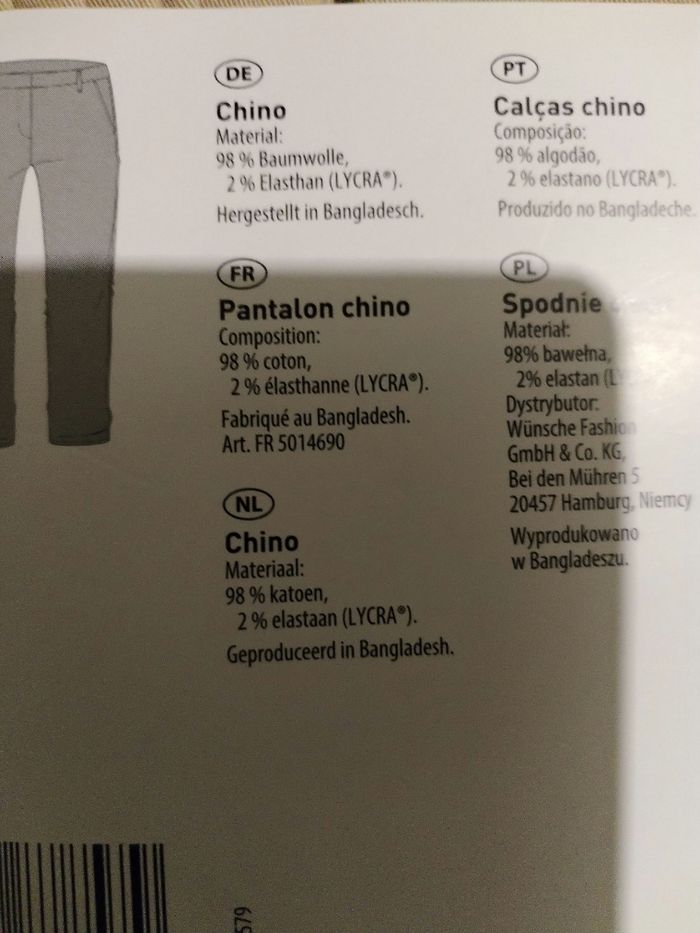 DE
Chino
Material:
98 % Baumwolle,
2 % Elasthan (LYCRA®).
Hergestellt in Bangladesch.
FR
Pantalon chino
Composition:
98 % coton,
2 % élasthanne (LYCRA®).
Fabriqué au Bangladesh.
Art. FR 5014690
NL
Chino
Materiaal:
98 % katoen,
2 % elastaan (LYCRA®).
Geproduceerd in Bangladesh.
PT
Calças chino
Composição:
98 % algodão,
2 % elastano (LYCRA®).
Produzido no Bangladeche.
PL
Spodnie
Materiał:
98% bawełna,
2% elastan
Dystrybutor:
Wünsche Fashion
GmbH & Co. KG,
Bei den Mühren 5
20457 Hamburg, Niemcy
Wyprodukowano
w Bangladeszu.
579